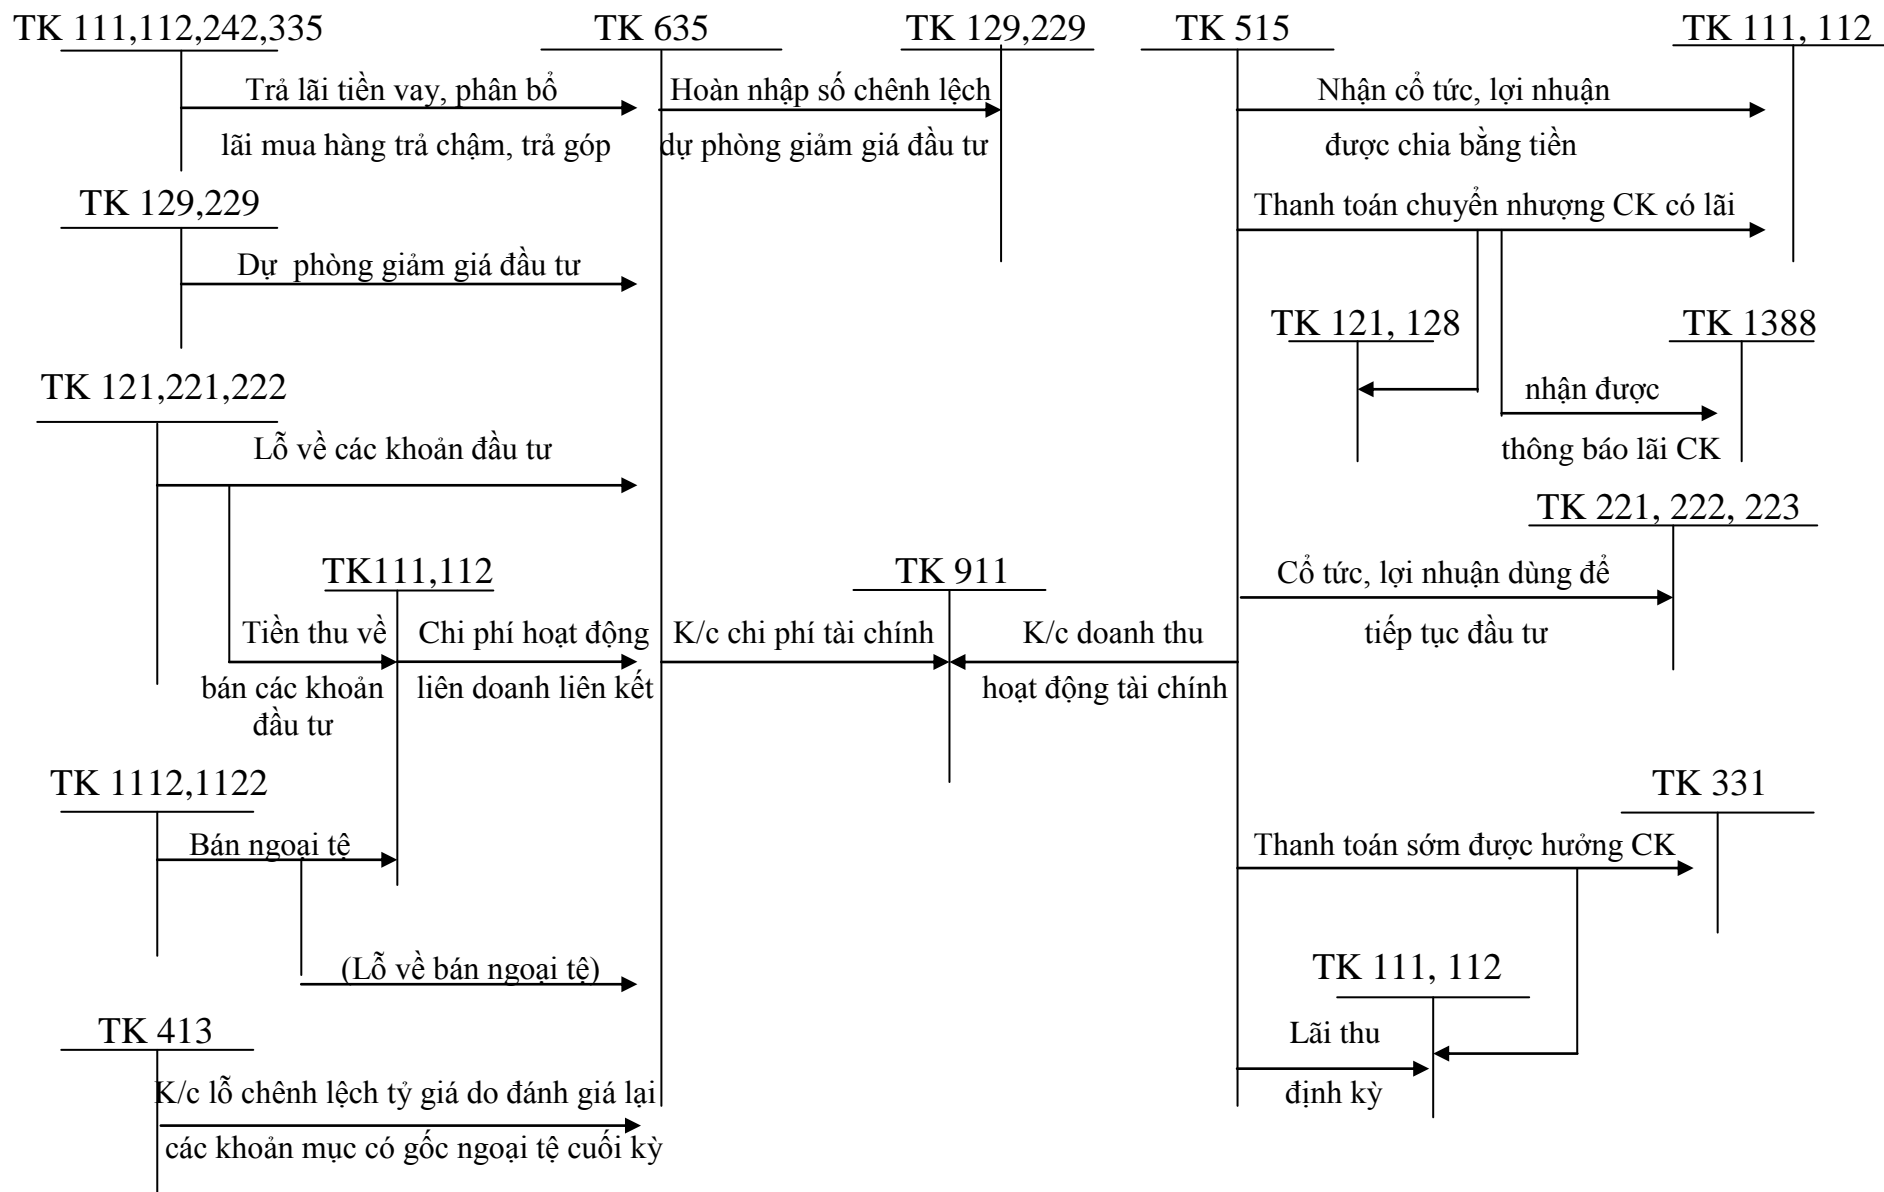 TK 111,112,242,335
TK 635
TK 129,229
TK 515
TK 111, 112
Trả lãi tiền vay, phân bổ
lãi mua hàng trả chậm, trả góp
Hoàn nhập số chênh lệch
dự phòng giảm giá đầu tư
Nhận cổ tức, lợi nhuận
được chia bằng tiền
TK 129,229
Thanh toán chuyển nhượng CK có lãi
Dự  phòng giảm giá đầu tư
TK 121, 128
TK 1388
TK 121,221,222
nhận được
thông báo lãi CK
Lỗ về các khoản đầu tư
TK 221, 222, 223
TK111,112
TK 911
Cổ tức, lợi nhuận dùng để
tiếp tục đầu tư
Tiền thu về
bán các khoản
đầu tư
Chi phí hoạt động
liên doanh liên kết
K/c chi phí tài chính
K/c doanh thu
hoạt động tài chính
TK 1112,1122
TK 331
Bán ngoại tệ
Thanh toán sớm được hưởng CK
(Lỗ về bán ngoại tệ)
TK 111, 112
TK 413
Lãi thu
định kỳ
K/c lỗ chênh lệch tỷ giá do đánh giá lại
các khoản mục có gốc ngoại tệ cuối kỳ